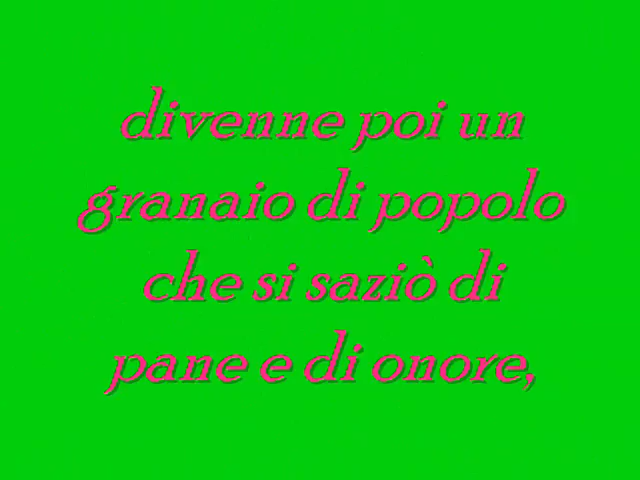 divenne poi un
granaio di popolo
che si saziò di
pane e di onore,